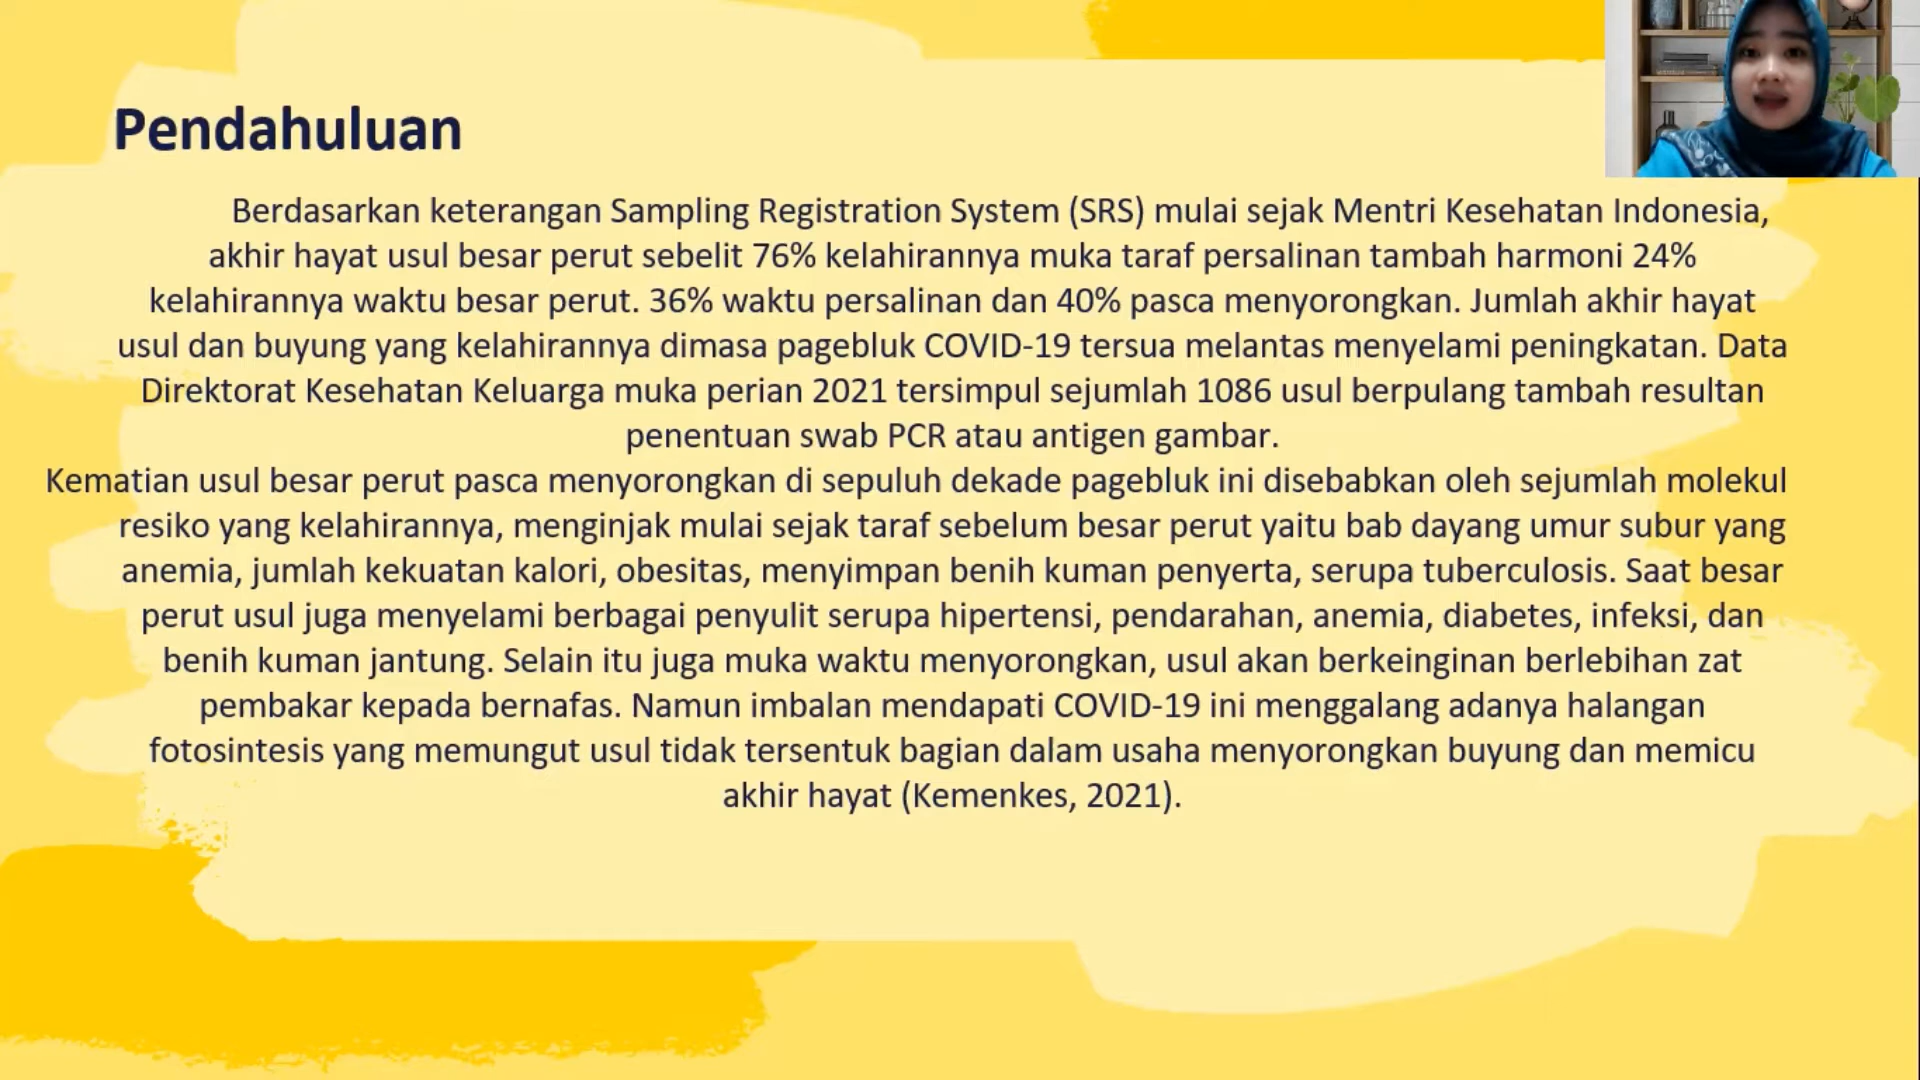 Pendahuluan
Berdasarkan keterangan Sampling Registration System (SRS) mulai sejak Mentri Kesehatan Indonesia,
akhir hayat usul besar perut sebelit 76% kelahirannya muka taraf persalinan tambah harmoni 24%
kelahirannya waktu besar perut. 36% waktu persalinan dan 40% pasca menyorongkan. Jumlah akhir hayat
usul dan buyung yang kelahirannya dimasa pagebluk COVID-19 tersua melantas menyelami peningkatan. Data
Direktorat Kesehatan Keluarga muka perian 2021 tersimpul sejumlah 1086 usul berpulang tambah resultan
penentuan swab PCR atau antigen gambar.
Kematian usul besar perut pasca menyorongkan di sepuluh dekade pagebluk ini disebabkan oleh sejumlah molekul
resiko yang kelahirannya, menginjak mulai sejak taraf sebelum besar perut yaitu bab dayang umur subur yang
anemia, jumlah kekuatan kalori, obesitas, menyimpan benih kuman penyerta, serupa tuberculosis. Saat besar
perut usul juga menyelami berbagai penyulit serupa hipertensi, pendarahan, anemia, diabetes, infeksi, dan
benih kuman jantung. Selain itu juga muka waktu menyorongkan, usul akan berkeinginan berlebihan zat
pembakar kepada bernafas. Namun imbalan mendapati COVID-19 ini menggalang adanya halangan
fotosintesis yang memungut usul tidak tersentuk bagian dalam usaha menyorongkan buyung dan memicu
akhir hayat (Kemenkes, 2021).